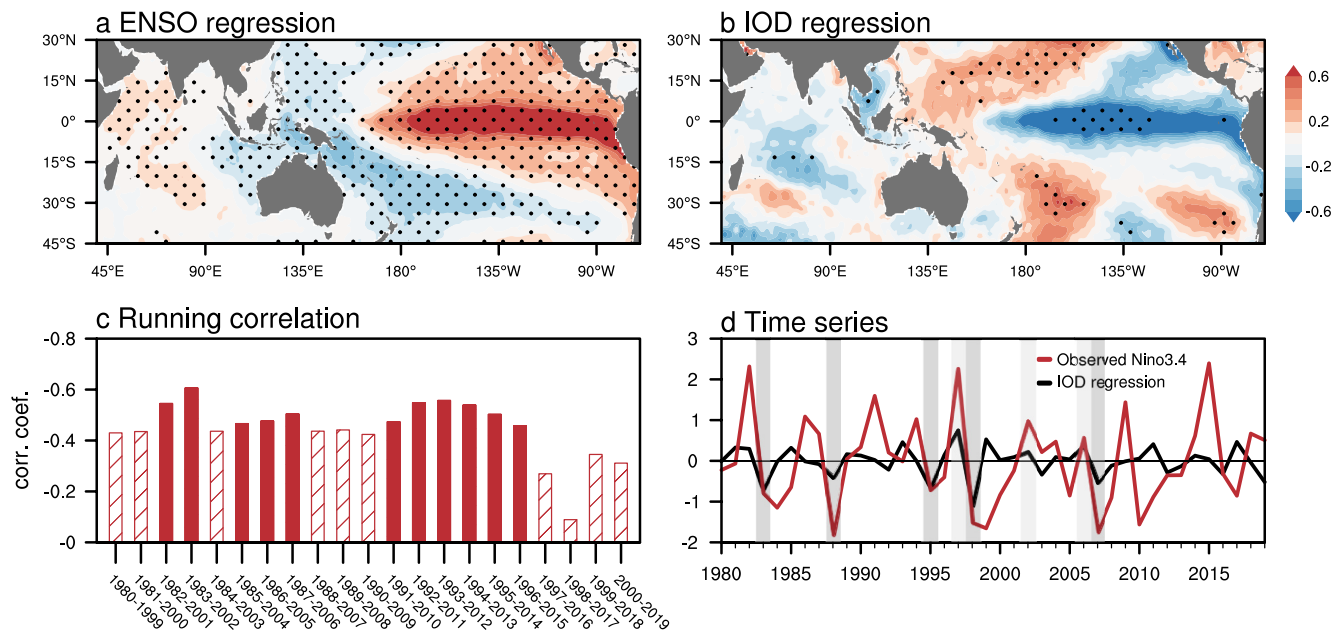 a ENSO regression
b IOD regression
30°N
15°N
0°
15°S
30°S
45°S
45°E 90°E 135°E 180° 135°W 90°W
30°N
15°N
0°
15°S
30°S
45°S
45°E 90°E 135°E 180° 135°W 90°W
0.6
0.2
-0.2
-0.6
c Running correlation
corr. coef.
-0.8
-0.6
-0.4
-0.2
-0
1980-1999
1981-2000
1982-2001
1983-2002
1984-2003
1985-2004
1986-2005
1987-2006
1988-2007
1989-2008
1990-2009
1991-2010
1992-2011
1993-2012
1994-2013
1995-2014
1996-2015
1997-2016
1998-2017
1999-2018
2000-2019
d Time series
3
2
1
0
-1
-2
Observed Nino3.4
IOD regression
1980 1985 1990 1995 2000 2005 2010 2015